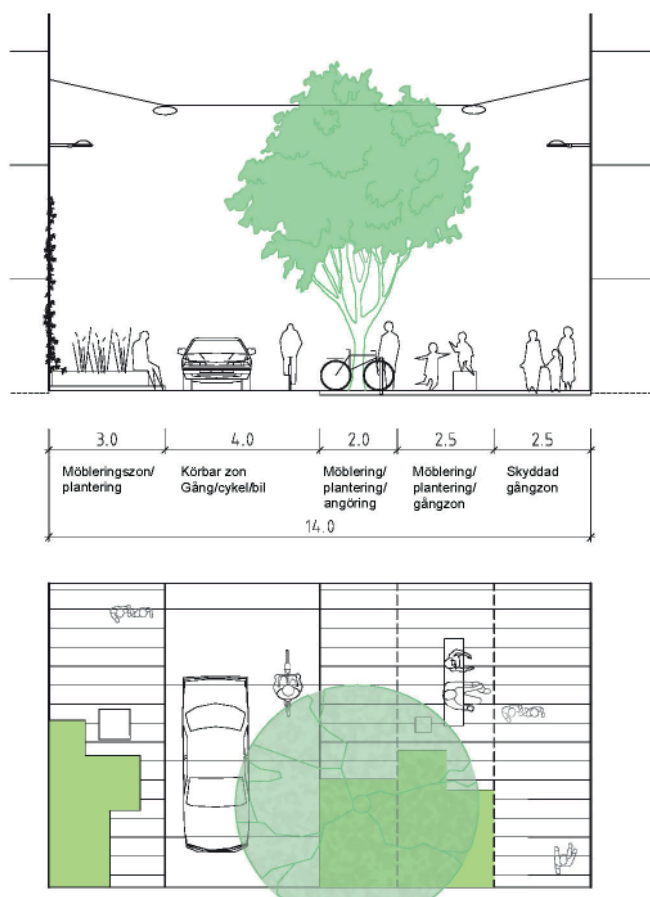 3.0 4.0 2.0 2.5 2.5
Möbleringszon/
plantering
Körbar zon
Gång/cykel/bil
Möblering/
plantering/
angöring
Möblering/
plantering/
gångzon
Skyddad
gångzon
14.0